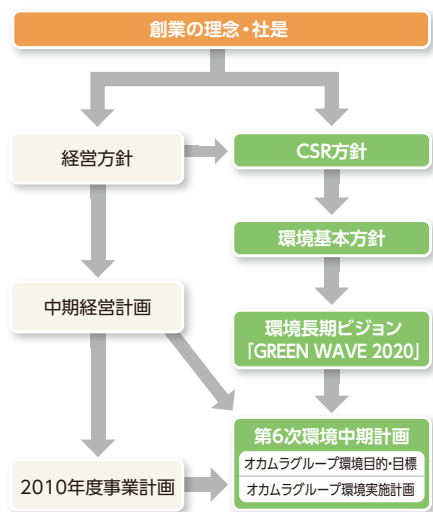 創業の理念・社是
経営方針
CSR方針
環境基本方針
中期経営計画
環境長期ビジョン
「GREEN WAVE 2020」
第6次環境中期計画
オカムラグループ環境目的・目標
オカムラグループ環境実施計画
2010年度事業計画